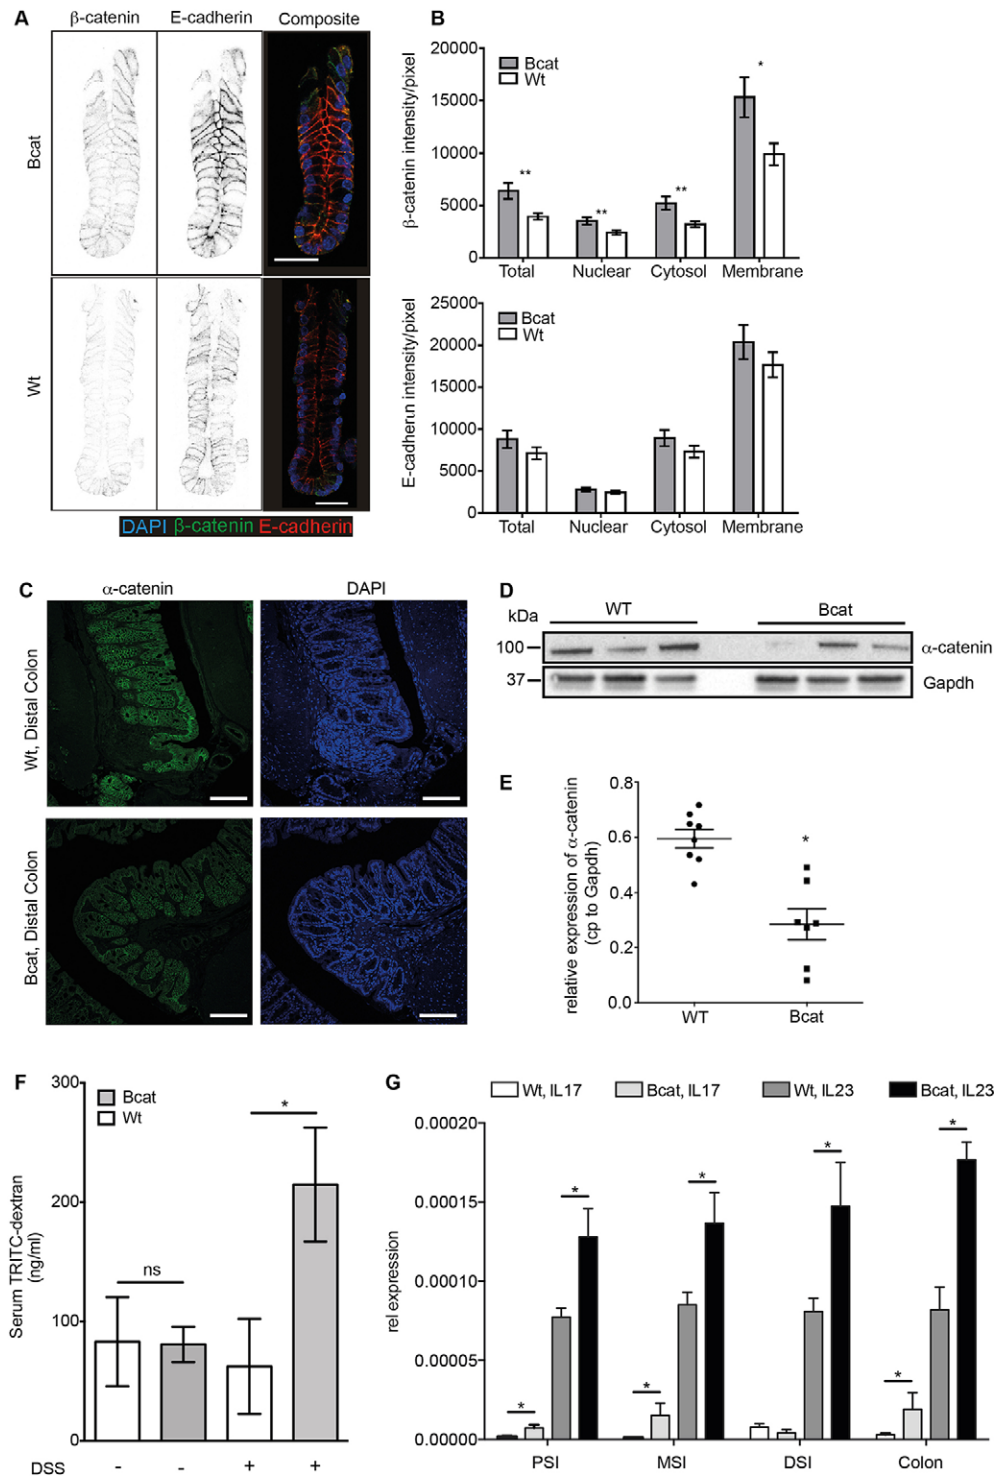 A
β-catenin E-cadherin Composite
Bcat
Wt
DAPI β-catenin E-cadherin
B
β-catenin intensity/pixel
20000
15000
10000
5000
0
Bcat
Wt
** ** ** *
Total Nuclear Cytosol Membrane
E-cadherun intensity/pixel
25000
20000
15000
10000
5000
0
Bcat
Wt
Total Nuclear Cytosol Membrane
C
α-catenin DAPI
Wt, Distal Colon
Bcat, Distal Colon
D
kDa WT Bcat
100 α-catenin
37 Gapdh
E
relative expression of α-catenin
(cp to Gapdh)
0.8
0.6
0.4
0.2
0.0
*
WT Bcat
F
Serum TRITC-dextran
(ng/ml)
300
200
100
0
Bcat
Wt
ns *
DSS - - + +
G
Wt, IL17 Bcat, IL17 Wt, IL23 Bcat, IL23
rel expression
0.00020
0.00015
0.00010
0.00005
0.00000
* * * * * * *
PSI MSI DSI Colon